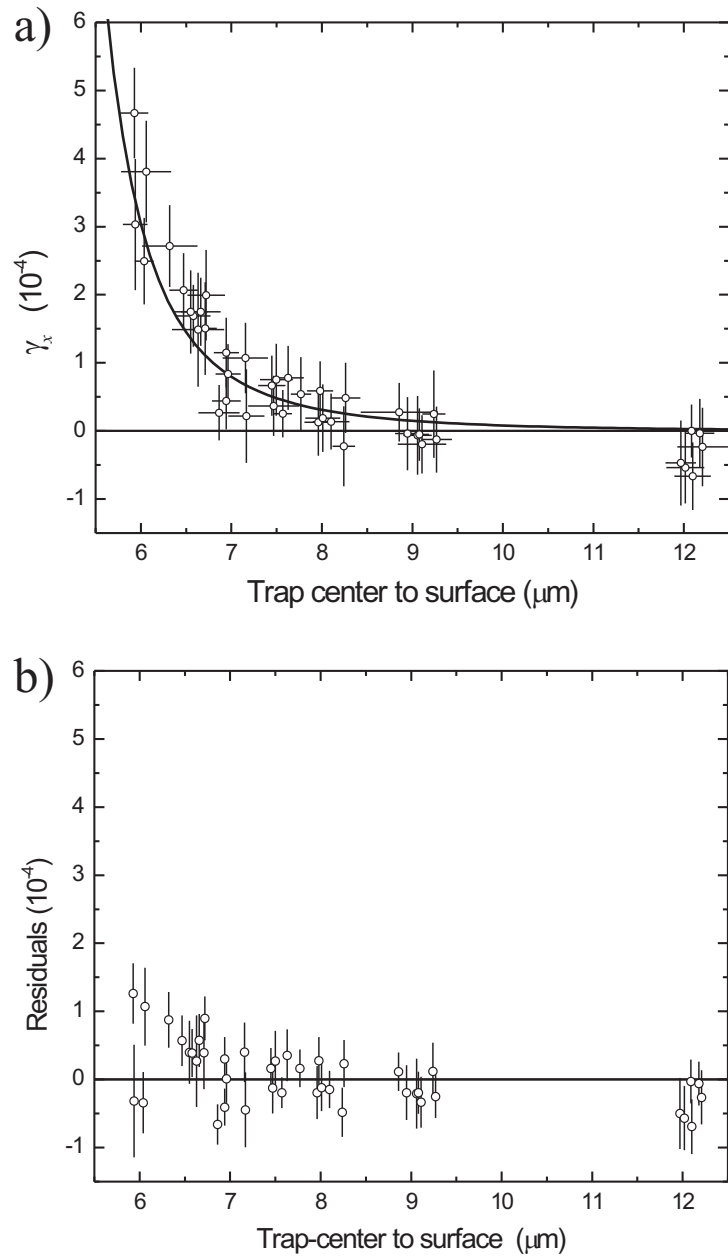 a)
6
5
4
3
2
1
0
-1
γx (10-4)
6 7 8 9 10 11 12
Trap center to surface (μm)
b)
6
5
4
3
2
1
0
-1
Residuals (10-4)
6 7 8 9 10 11 12
Trap-center to surface (μm)